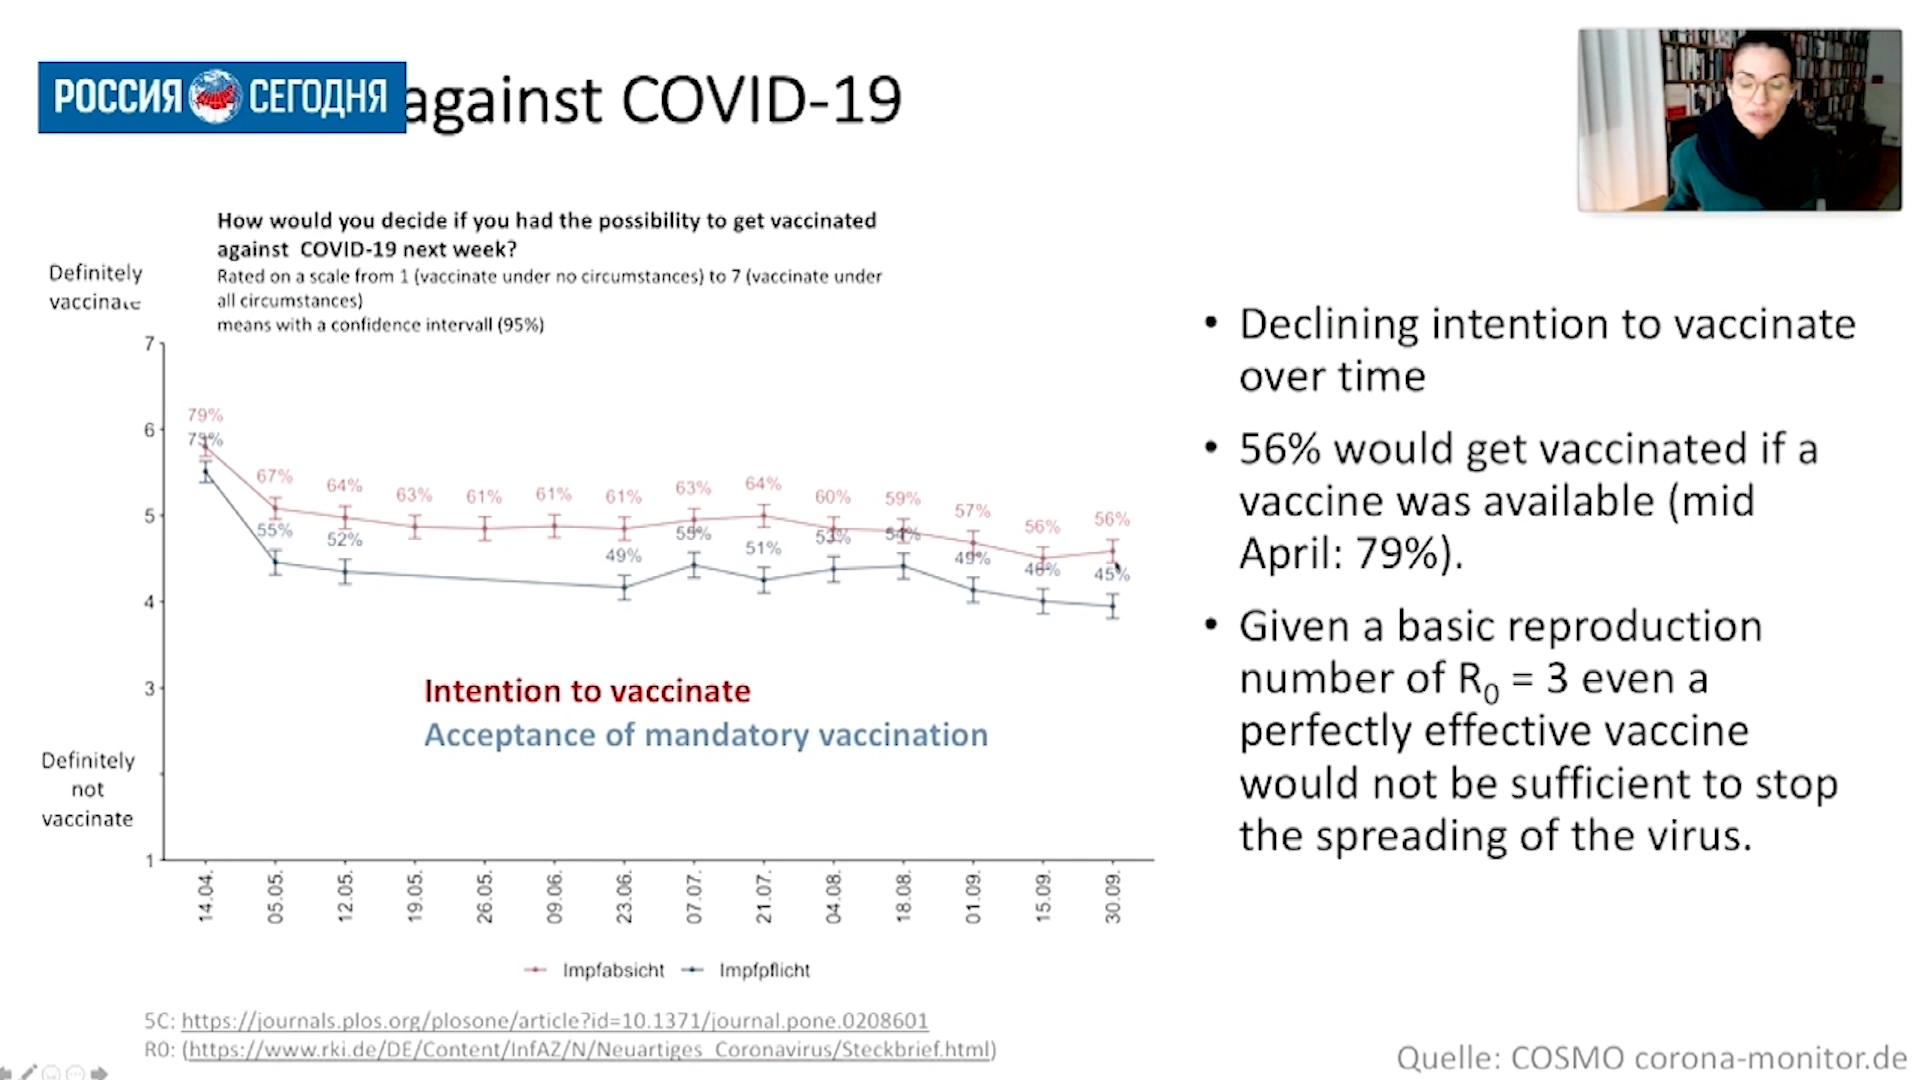 РОССИЯ СЕГОДНЯ
against COVID-19
How would you decide if you had the possibility to get vaccinated
against COVID-19 next week?
Rated on a scale from 1 (vaccinate under no circumstances) to 7 (vaccinate under
all circumstances)
means with a confidence intervall (95%)
Definitely
vaccinate
7
6
5
4
3
1
Definitely
not
vaccinate
79%
67%
64%
63%
61%
61%
61%
63%
64%
60%
59%
57%
56%
56%
55%
52%
49%
51%
53%
54%
49%
46%
45%
Intention to vaccinate
Acceptance of mandatory vaccination
14.04.
05.05.
12.05.
19.05.
26.05.
09.06.
23.06.
07.07.
21.07.
04.08.
18.08.
01.09.
15.09.
30.09.
Impfabsicht
Impfpflicht
• Declining intention to vaccinate
over time
• 56% would get vaccinated if a
vaccine was available (mid
April: 79%).
• Given a basic reproduction
number of R0 = 3 even a
perfectly effective vaccine
would not be sufficient to stop
the spreading of the virus.
5C: https://journals.plos.org/plosone/article?id=10.1371/journal.pone.0208601
R0: (https://www.rki.de/DE/Content/InfAZ/N/Neuartiges_Coronavirus/Steckbrief.html)
Quelle: COSMO corona-monitor.de